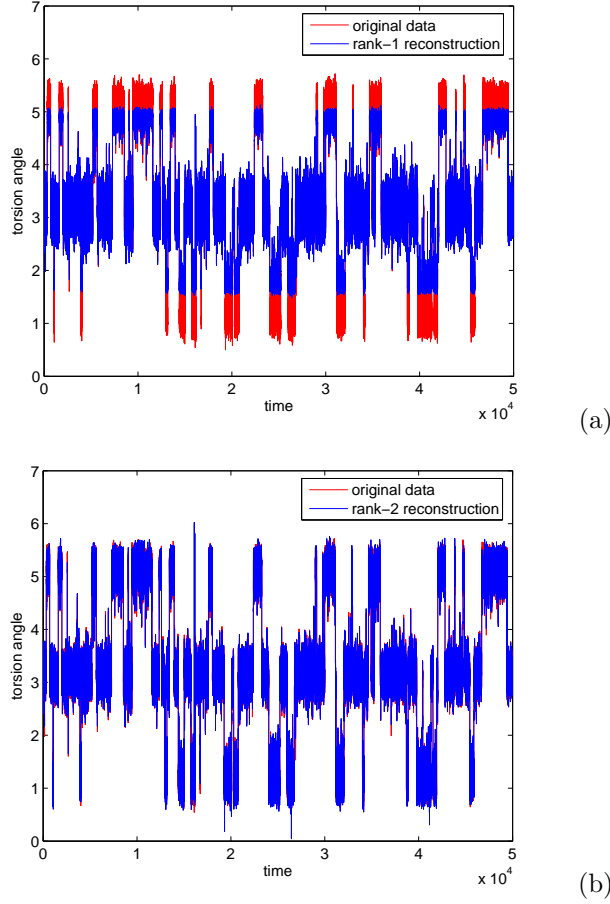 7
6
5
4
3
2
1
0
torsion angle
original data
rank−1 reconstruction
0 1 2 3 4 5
time
x 10^4
(a)
7
6
5
4
3
2
1
0
torsion angle
original data
rank−2 reconstruction
0 1 2 3 4 5
time
x 10^4
(b)